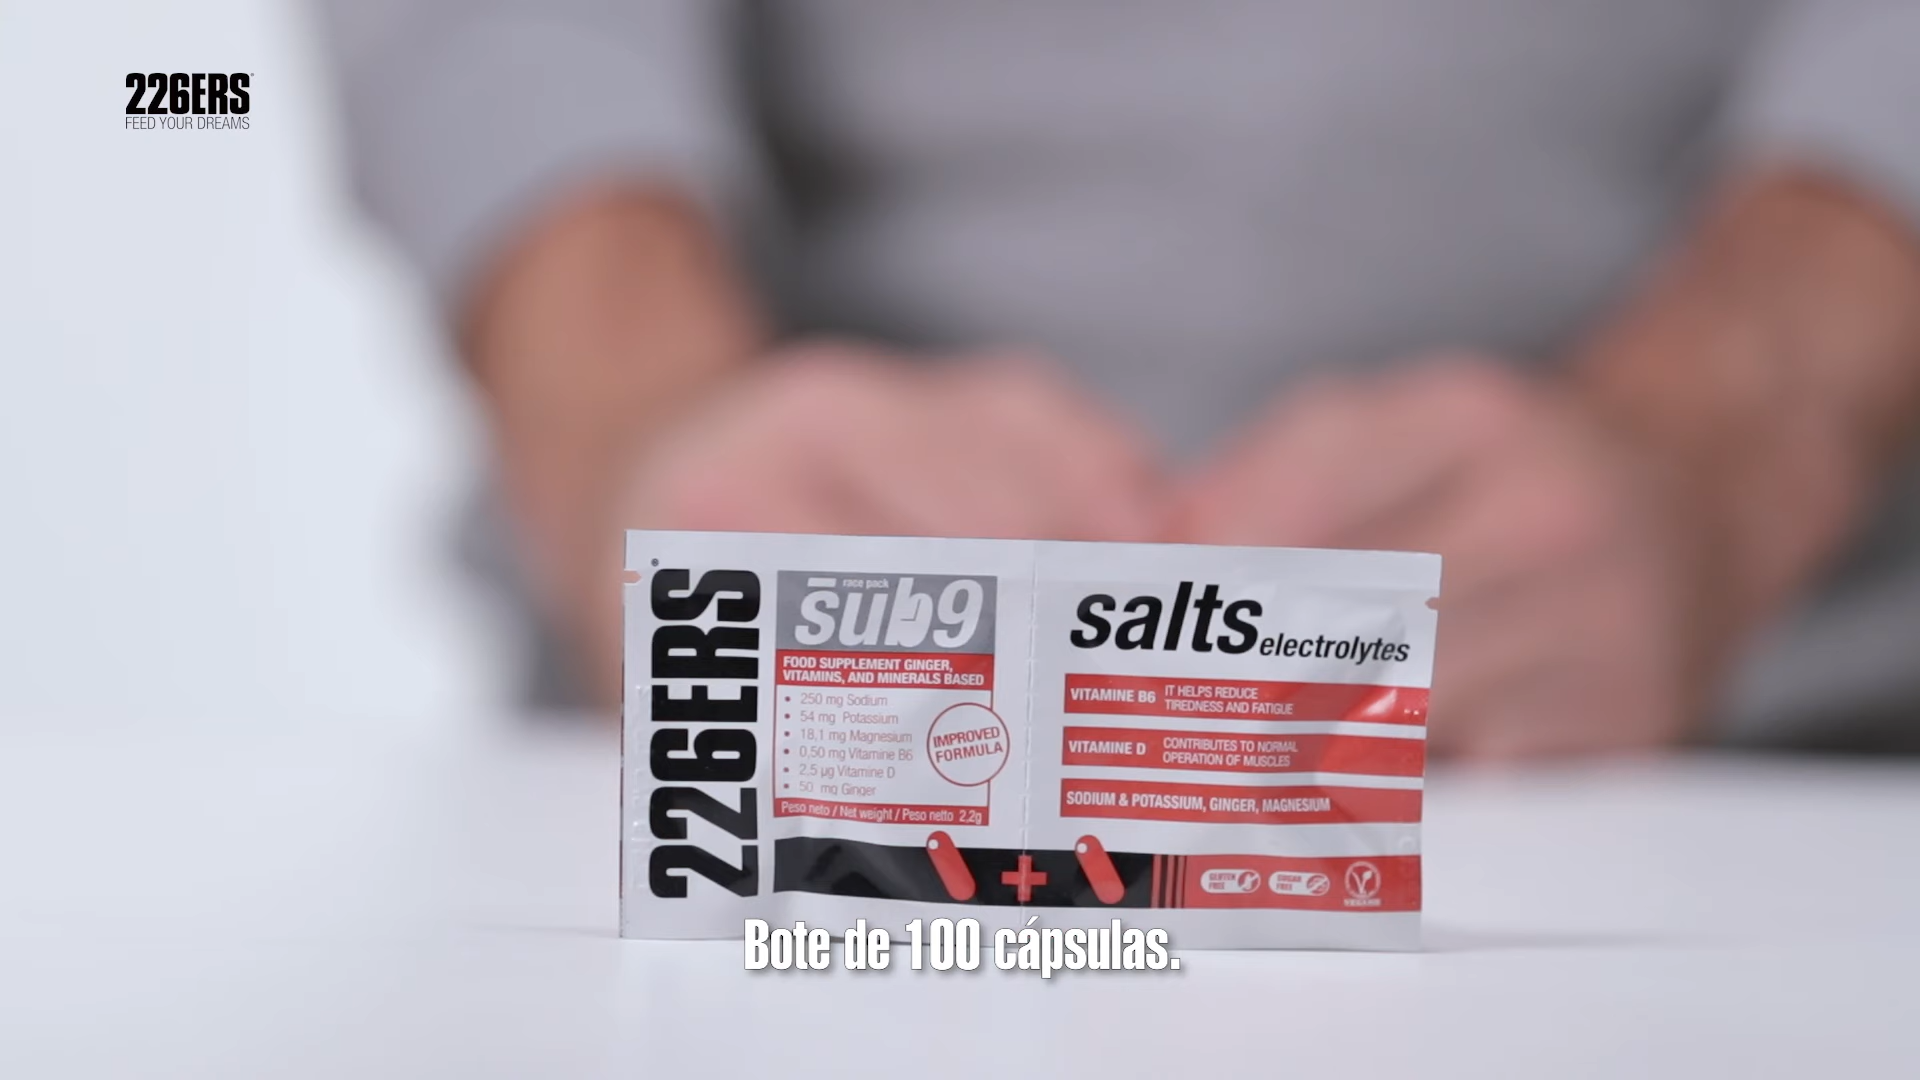 226ERS
FEED YOUR DREAMS
226ERS
race pack
sub9
FOOD SUPPLEMENT GINGER,
VITAMINS, AND MINERALS BASED
• 250 mg Sodium
• 54 mg Potassium
• 18,1 mg Magnesium
• 0,50 mg Vitamine B6
• 2,5 µg Vitamine D
• 50 mg Ginger
IMPROVED
FORMULA
Peso neto / Net weight / Peso netto 2,2g
salts electrolytes
VITAMINE B6 IT HELPS REDUCE
TIREDNESS AND FATIGUE
VITAMINE D CONTRIBUTES TO NORMAL
OPERATION OF MUSCLES
SODIUM & POTASSIUM, GINGER, MAGNESIUM
GLUTEN
FREE
SUGAR
FREE
VEGANO
Bote de 100 cápsulas.